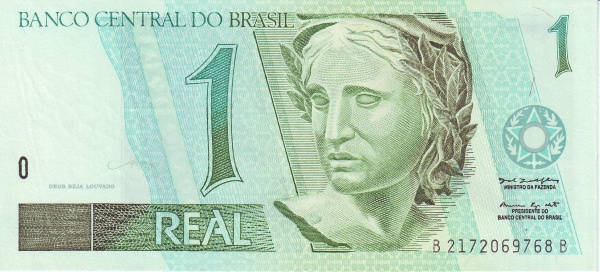 BANCO CENTRAL DO BRASIL
1
1
0
DEUS SEJA LOUVADO
MINISTRO DA FAZENDA
PRESIDENTE DO
BANCO CENTRAL DO BRASIL
REAL
B 2172069768 B